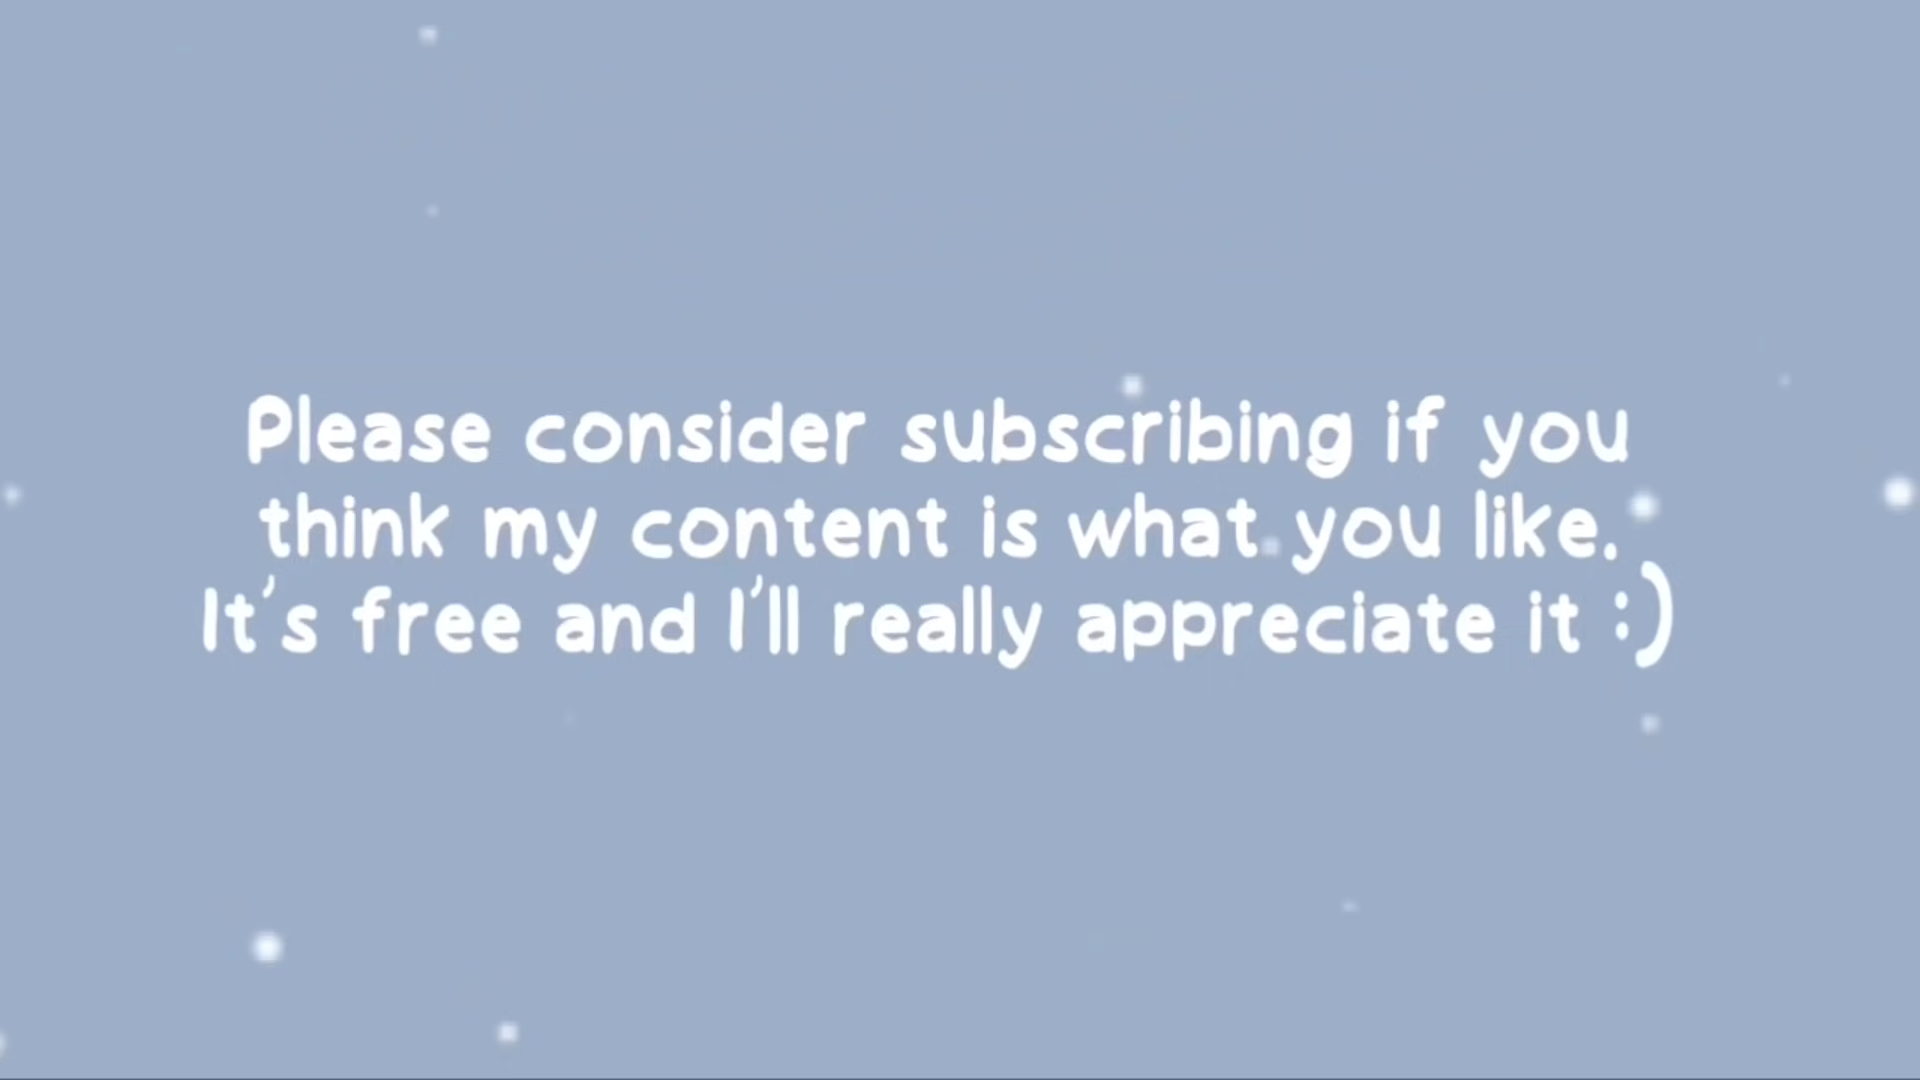 Please consider subscribing if you
think my content is what you like.
It's free and I'll really appreciate it :)